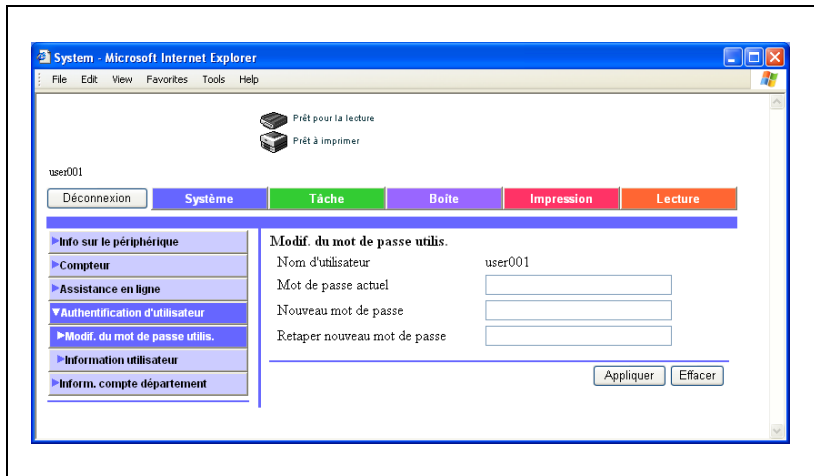 System - Microsoft Internet Explorer
File Edit View Favorites Tools Help
Prêt pour la lecture
Prêt à imprimer
user001
Déconnexion Système Tâche Boîte Impression Lecture
Info sur le périphérique
Compteur
Assistance en ligne
Authentification d'utilisateur
Modif. du mot de passe utilis.
Information utilisateur
Inform. compte département
Modif. du mot de passe utilis.
Nom d'utilisateur user001
Mot de passe actuel
Nouveau mot de passe
Retaper nouveau mot de passe
Appliquer Effacer